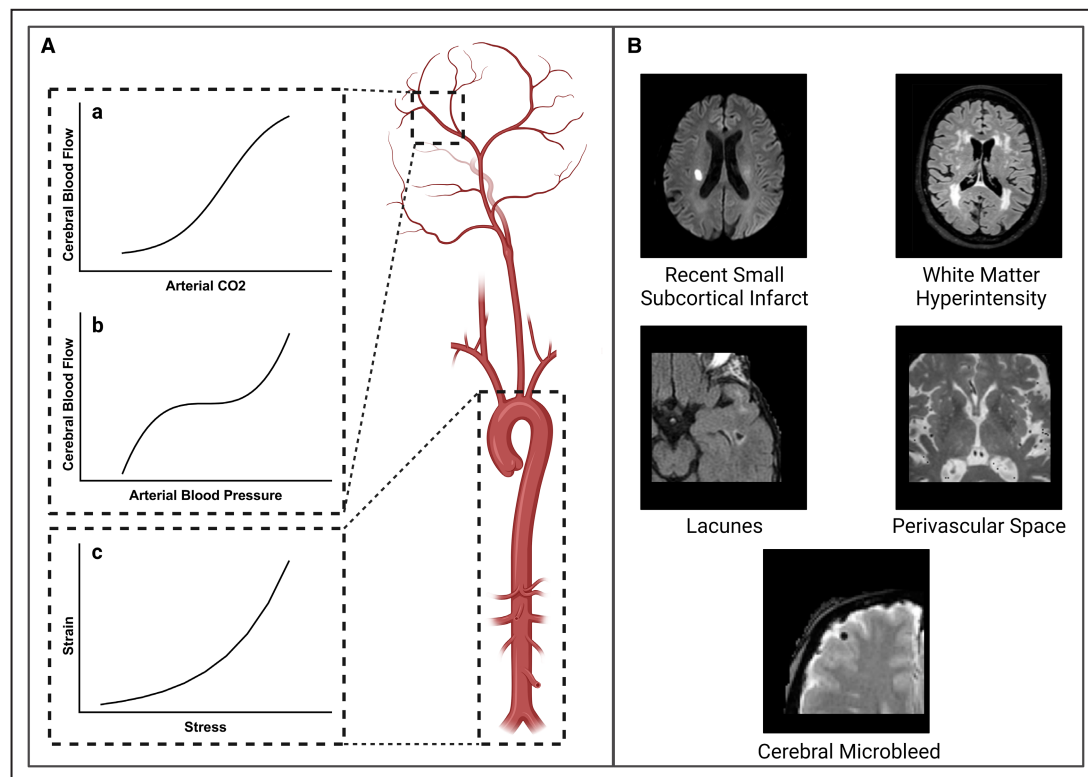 A
a
Cerebral Blood Flow
Arterial CO2
b
Cerebral Blood Flow
Arterial Blood Pressure
c
Strain
Stress
B
Recent Small
Subcortical Infarct
White Matter
Hyperintensity
Lacunes
Perivascular Space
Cerebral Microbleed